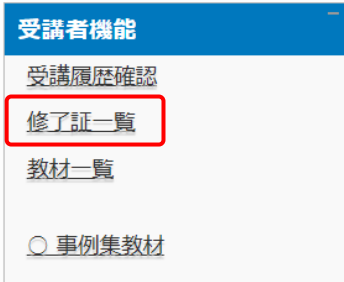 受講者機能
受講履歴確認
修了証一覧
教材一覧
○ 事例集教材